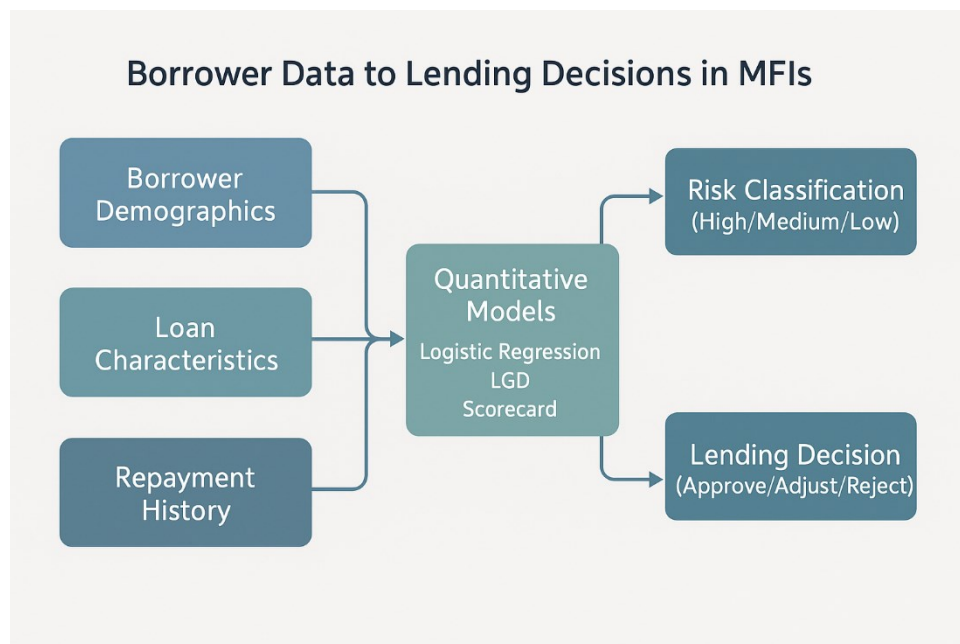 Borrower Data to Lending Decisions in MFIs
Borrower
Demographics
Loan
Characteristics
Repayment
History
Quantitative
Models
Logistic Regression
LGD
Scorecard
Risk Classification
(High/Medium/Low)
Lending Decision
(Approve/Adjust/Reject)